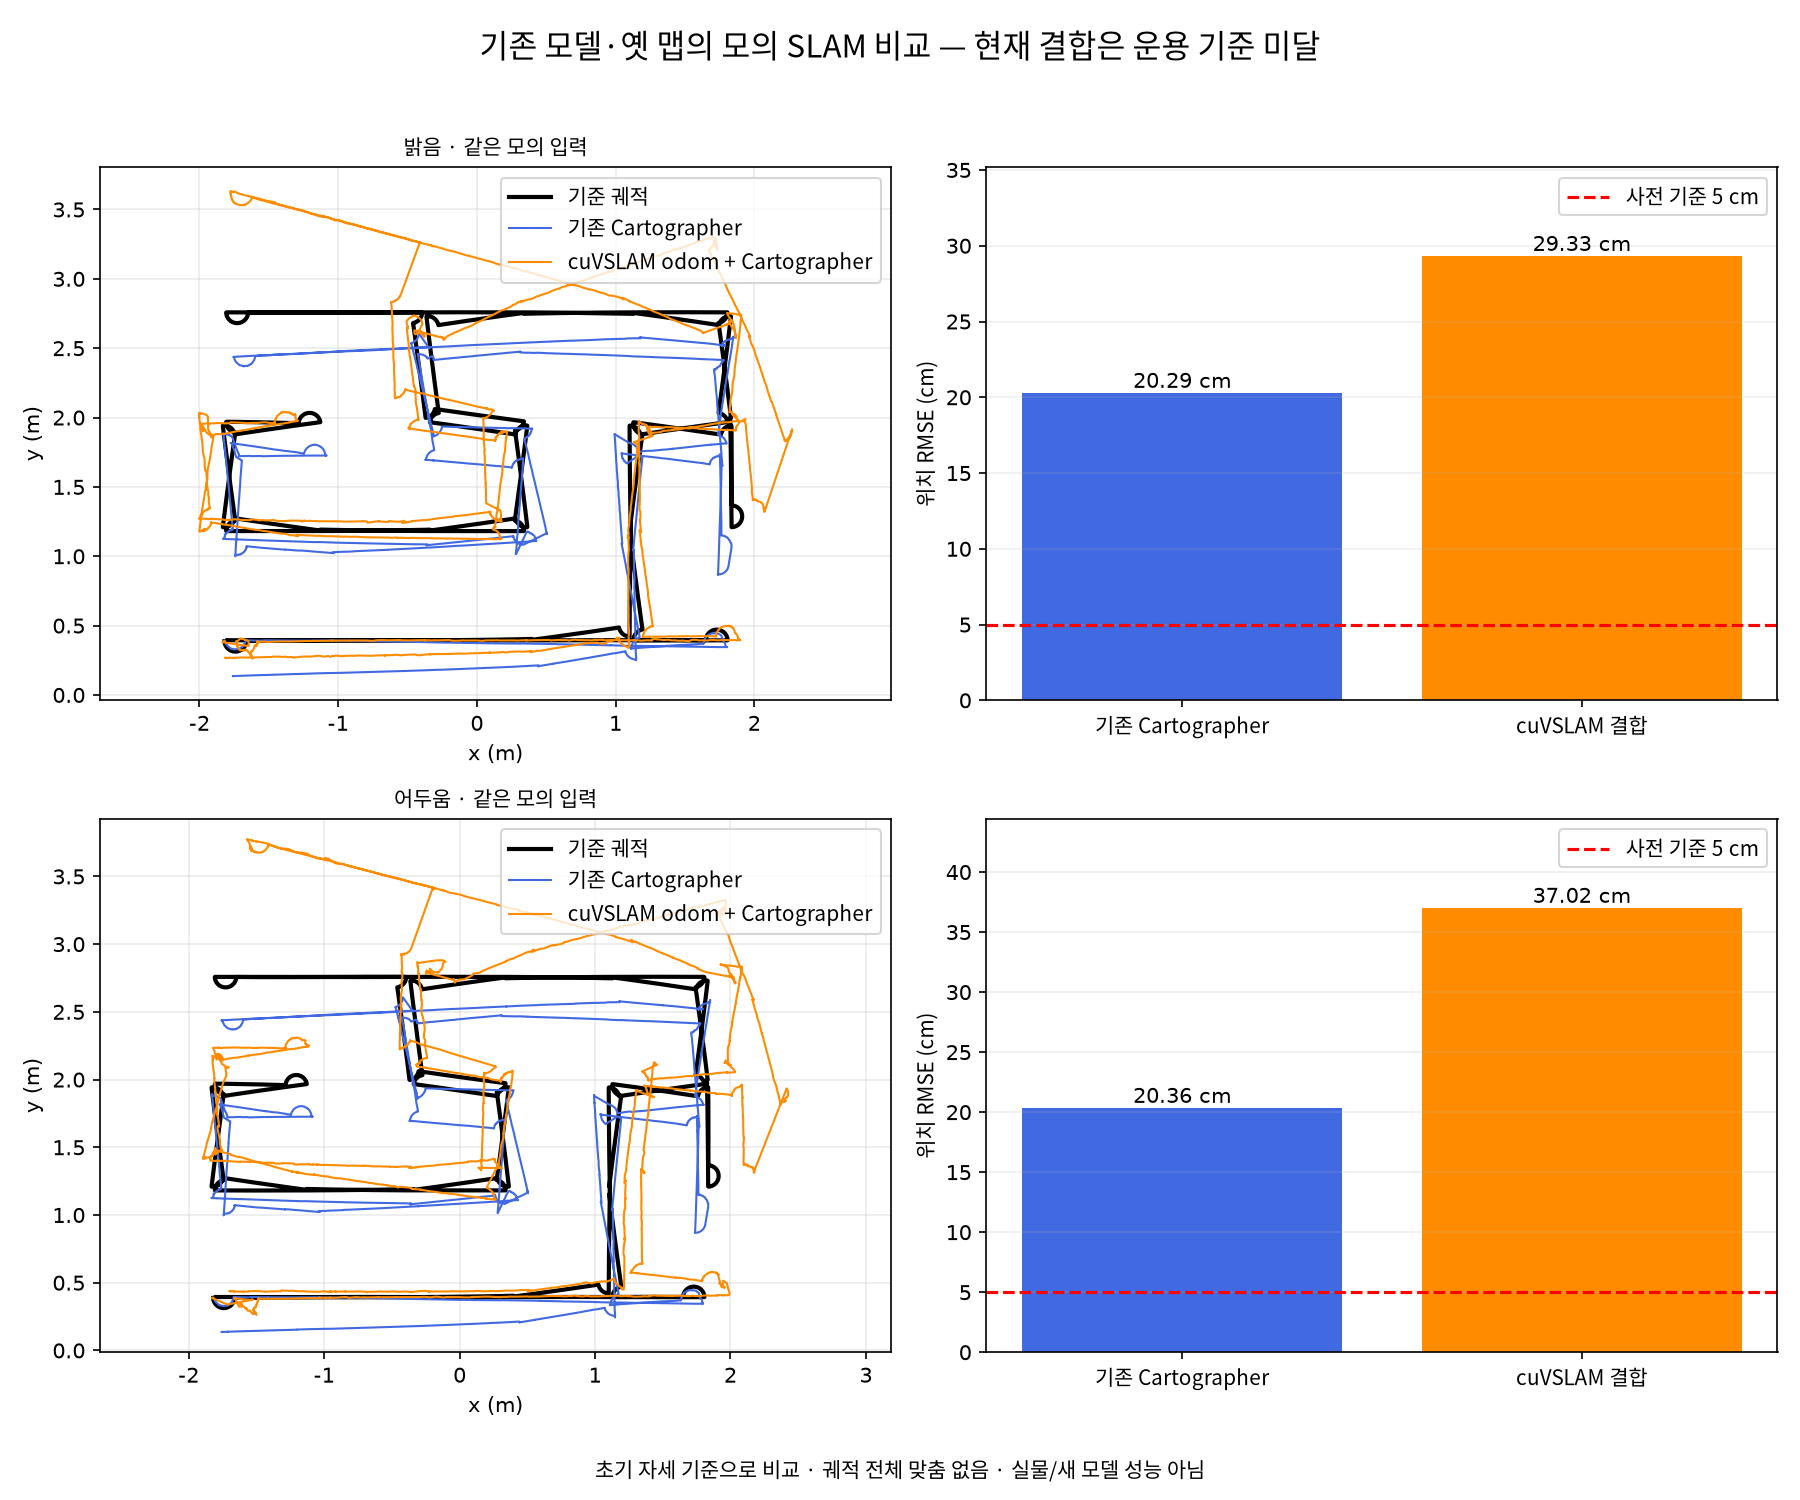 기존 모델·옛 맵의 모의 SLAM 비교 — 현재 결합은 운용 기준 미달
밝음 · 같은 모의 입력
기준 궤적
기존 Cartographer
cuVSLAM odom + Cartographer
3.5
3.0
2.5
2.0
1.5
1.0
0.5
0.0
y (m)
-2
-1
0
1
2
x (m)
사전 기준 5 cm
35
30
25
20
15
10
5
0
위치 RMSE (cm)
20.29 cm
29.33 cm
기존 Cartographer
cuVSLAM 결합
어두움 · 같은 모의 입력
기준 궤적
기존 Cartographer
cuVSLAM odom + Cartographer
3.5
3.0
2.5
2.0
1.5
1.0
0.5
0.0
y (m)
-2
-1
0
1
2
3
x (m)
사전 기준 5 cm
40
35
30
25
20
15
10
5
0
위치 RMSE (cm)
20.36 cm
37.02 cm
기존 Cartographer
cuVSLAM 결합
초기 자세 기준으로 비교 · 궤적 전체 맞춤 없음 · 실물/새 모델 성능 아님